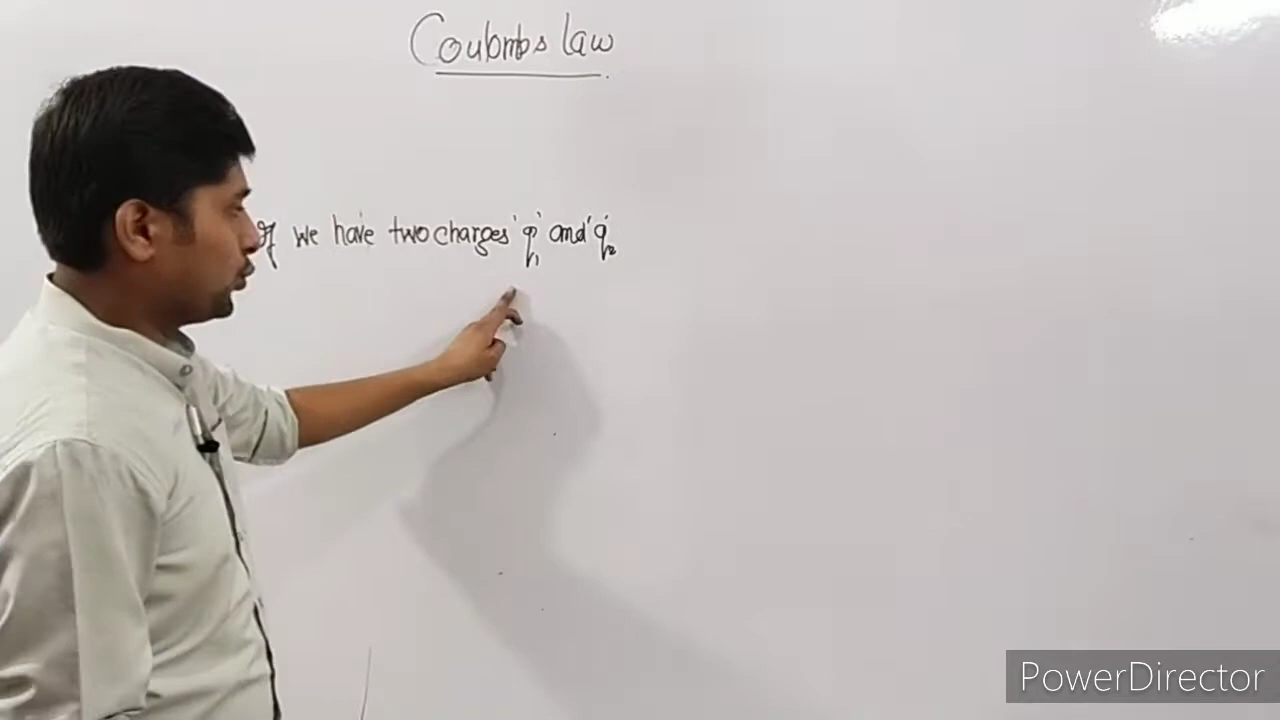 Coulombs law
If we have two charges 'q₁' and 'q₂'
PowerDirector